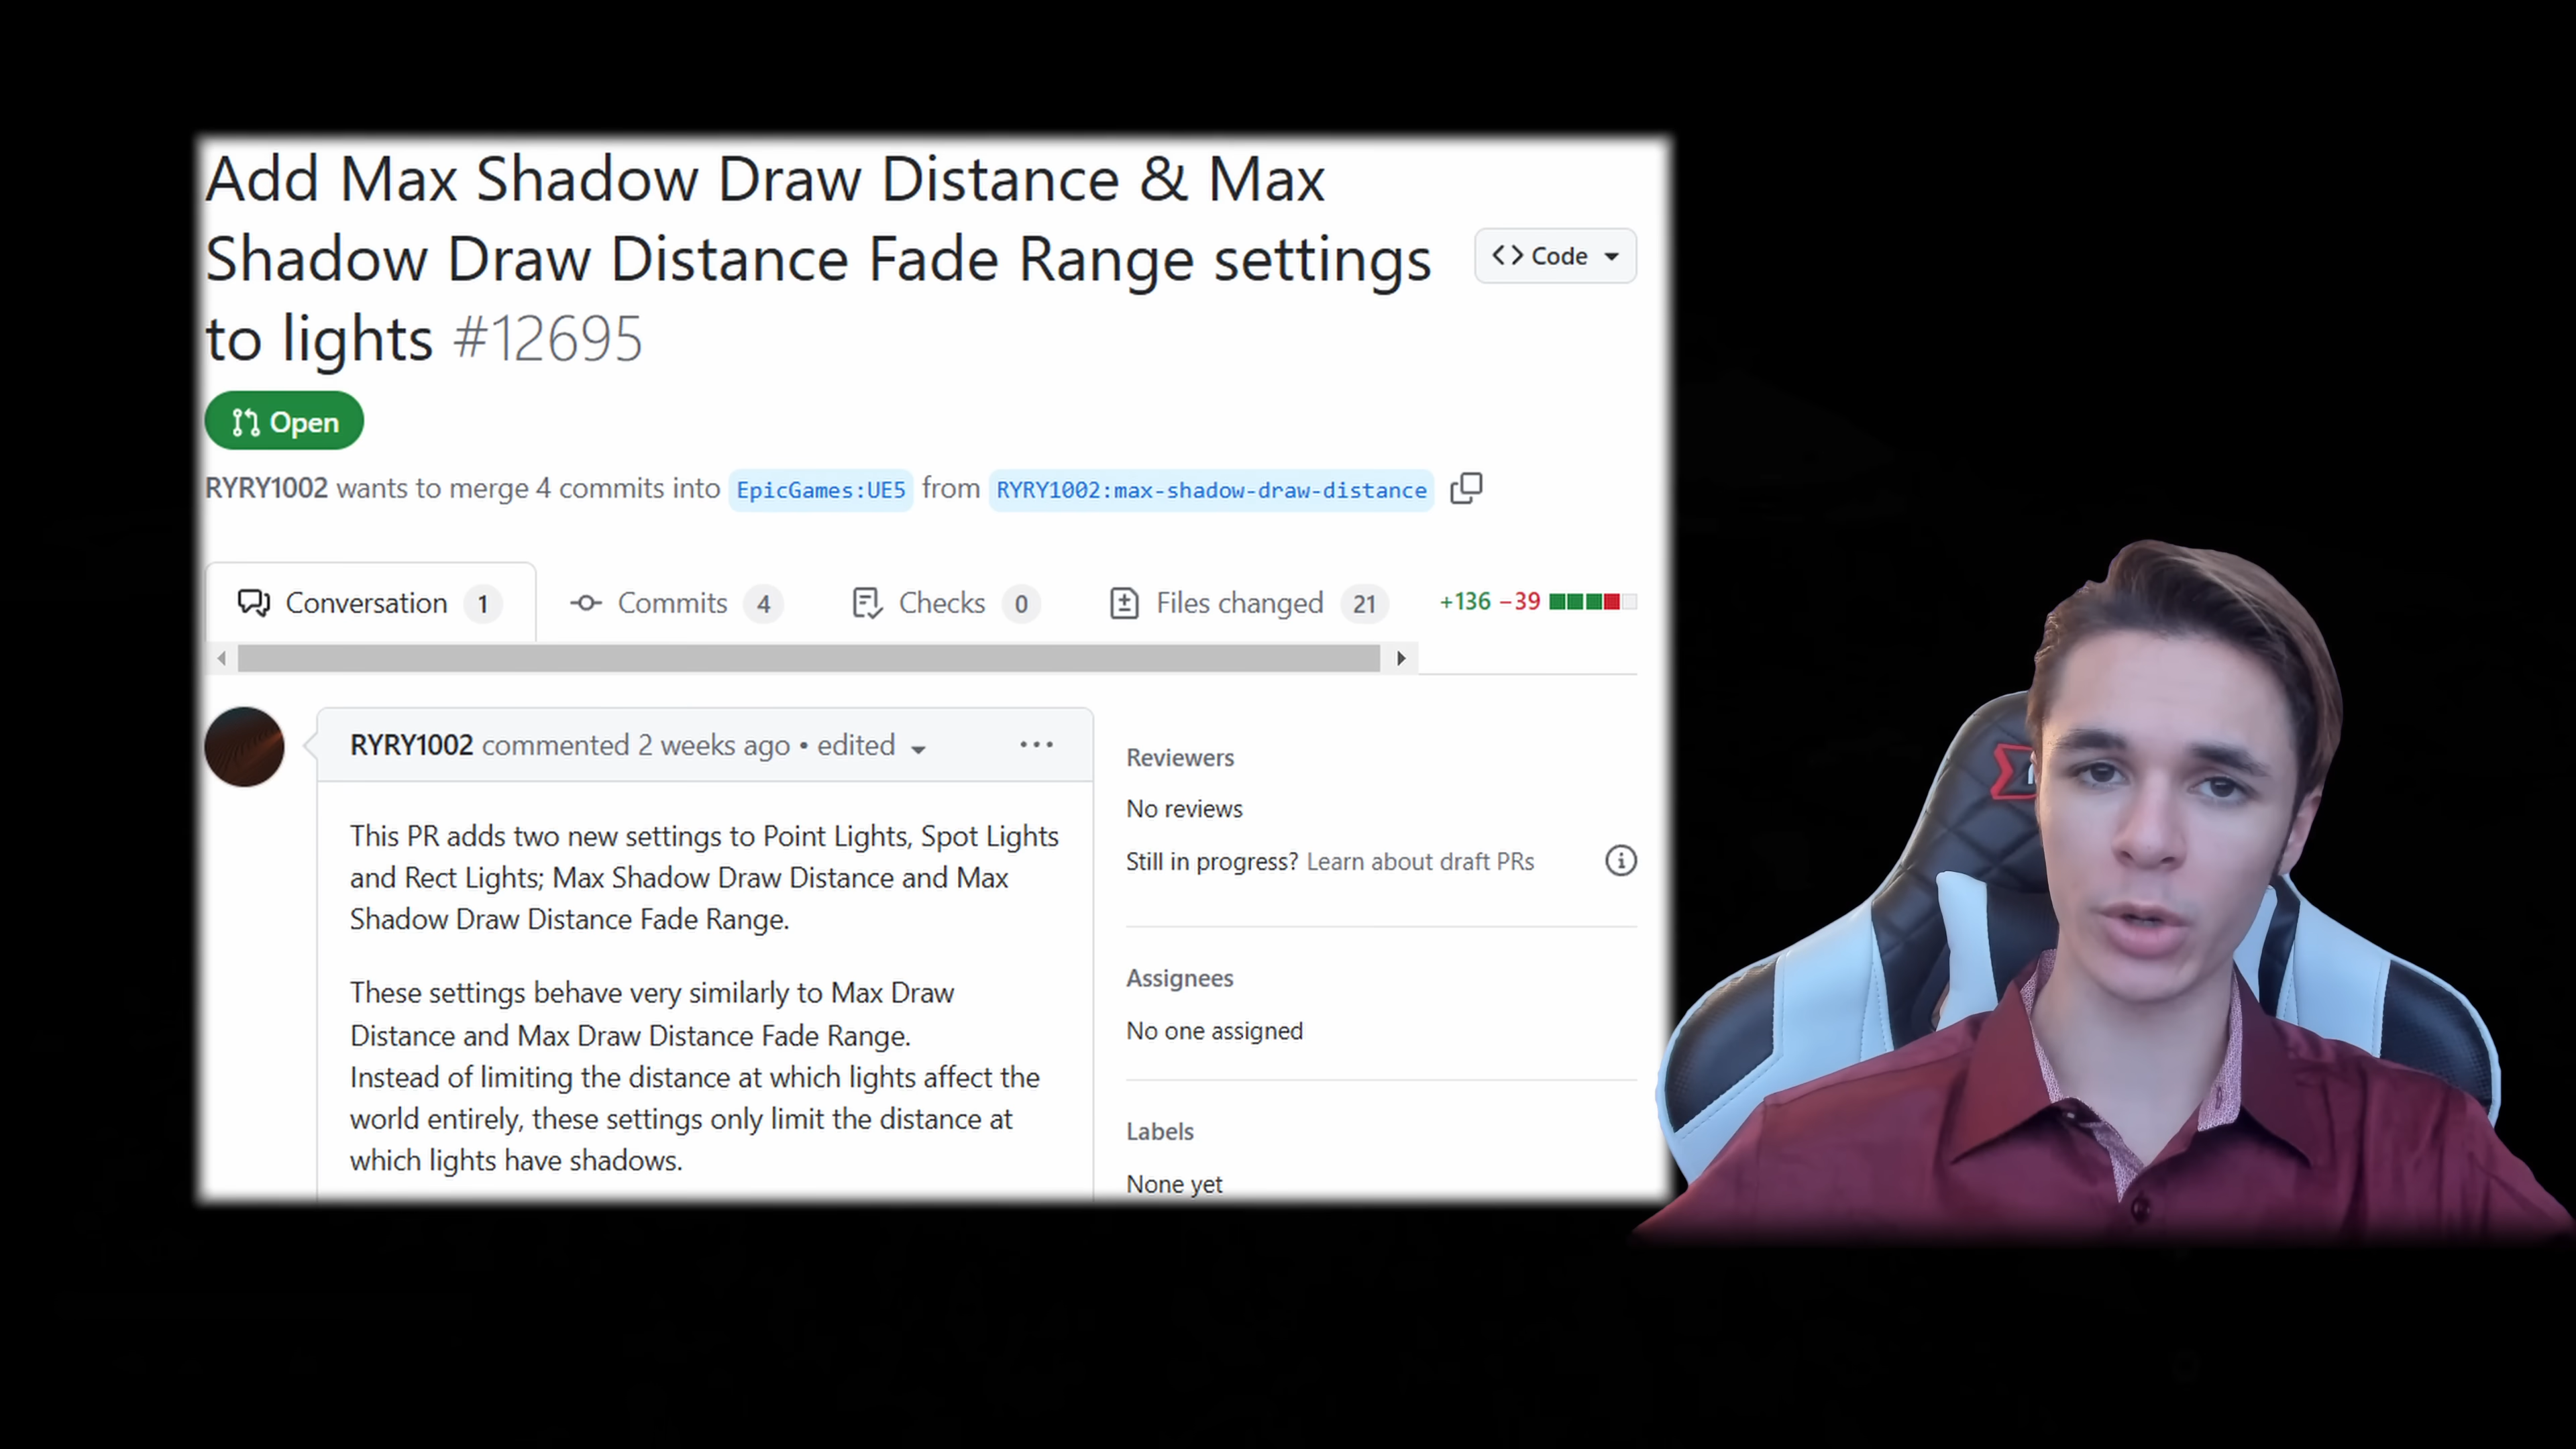 Add Max Shadow Draw Distance & Max
Shadow Draw Distance Fade Range settings
to lights #12695
Code
Open
RYRY1002 wants to merge 4 commits into EpicGames:UE5 from RYRY1002:max-shadow-draw-distance
Conversation 1
Commits 4
Checks 0
Files changed 21
+136 −39
RYRY1002 commented 2 weeks ago • edited
This PR adds two new settings to Point Lights, Spot Lights
and Rect Lights; Max Shadow Draw Distance and Max
Shadow Draw Distance Fade Range.
These settings behave very similarly to Max Draw
Distance and Max Draw Distance Fade Range.
Instead of limiting the distance at which lights affect the
world entirely, these settings only limit the distance at
which lights have shadows.
Reviewers
No reviews
Still in progress? Learn about draft PRs
Assignees
No one assigned
Labels
None yet